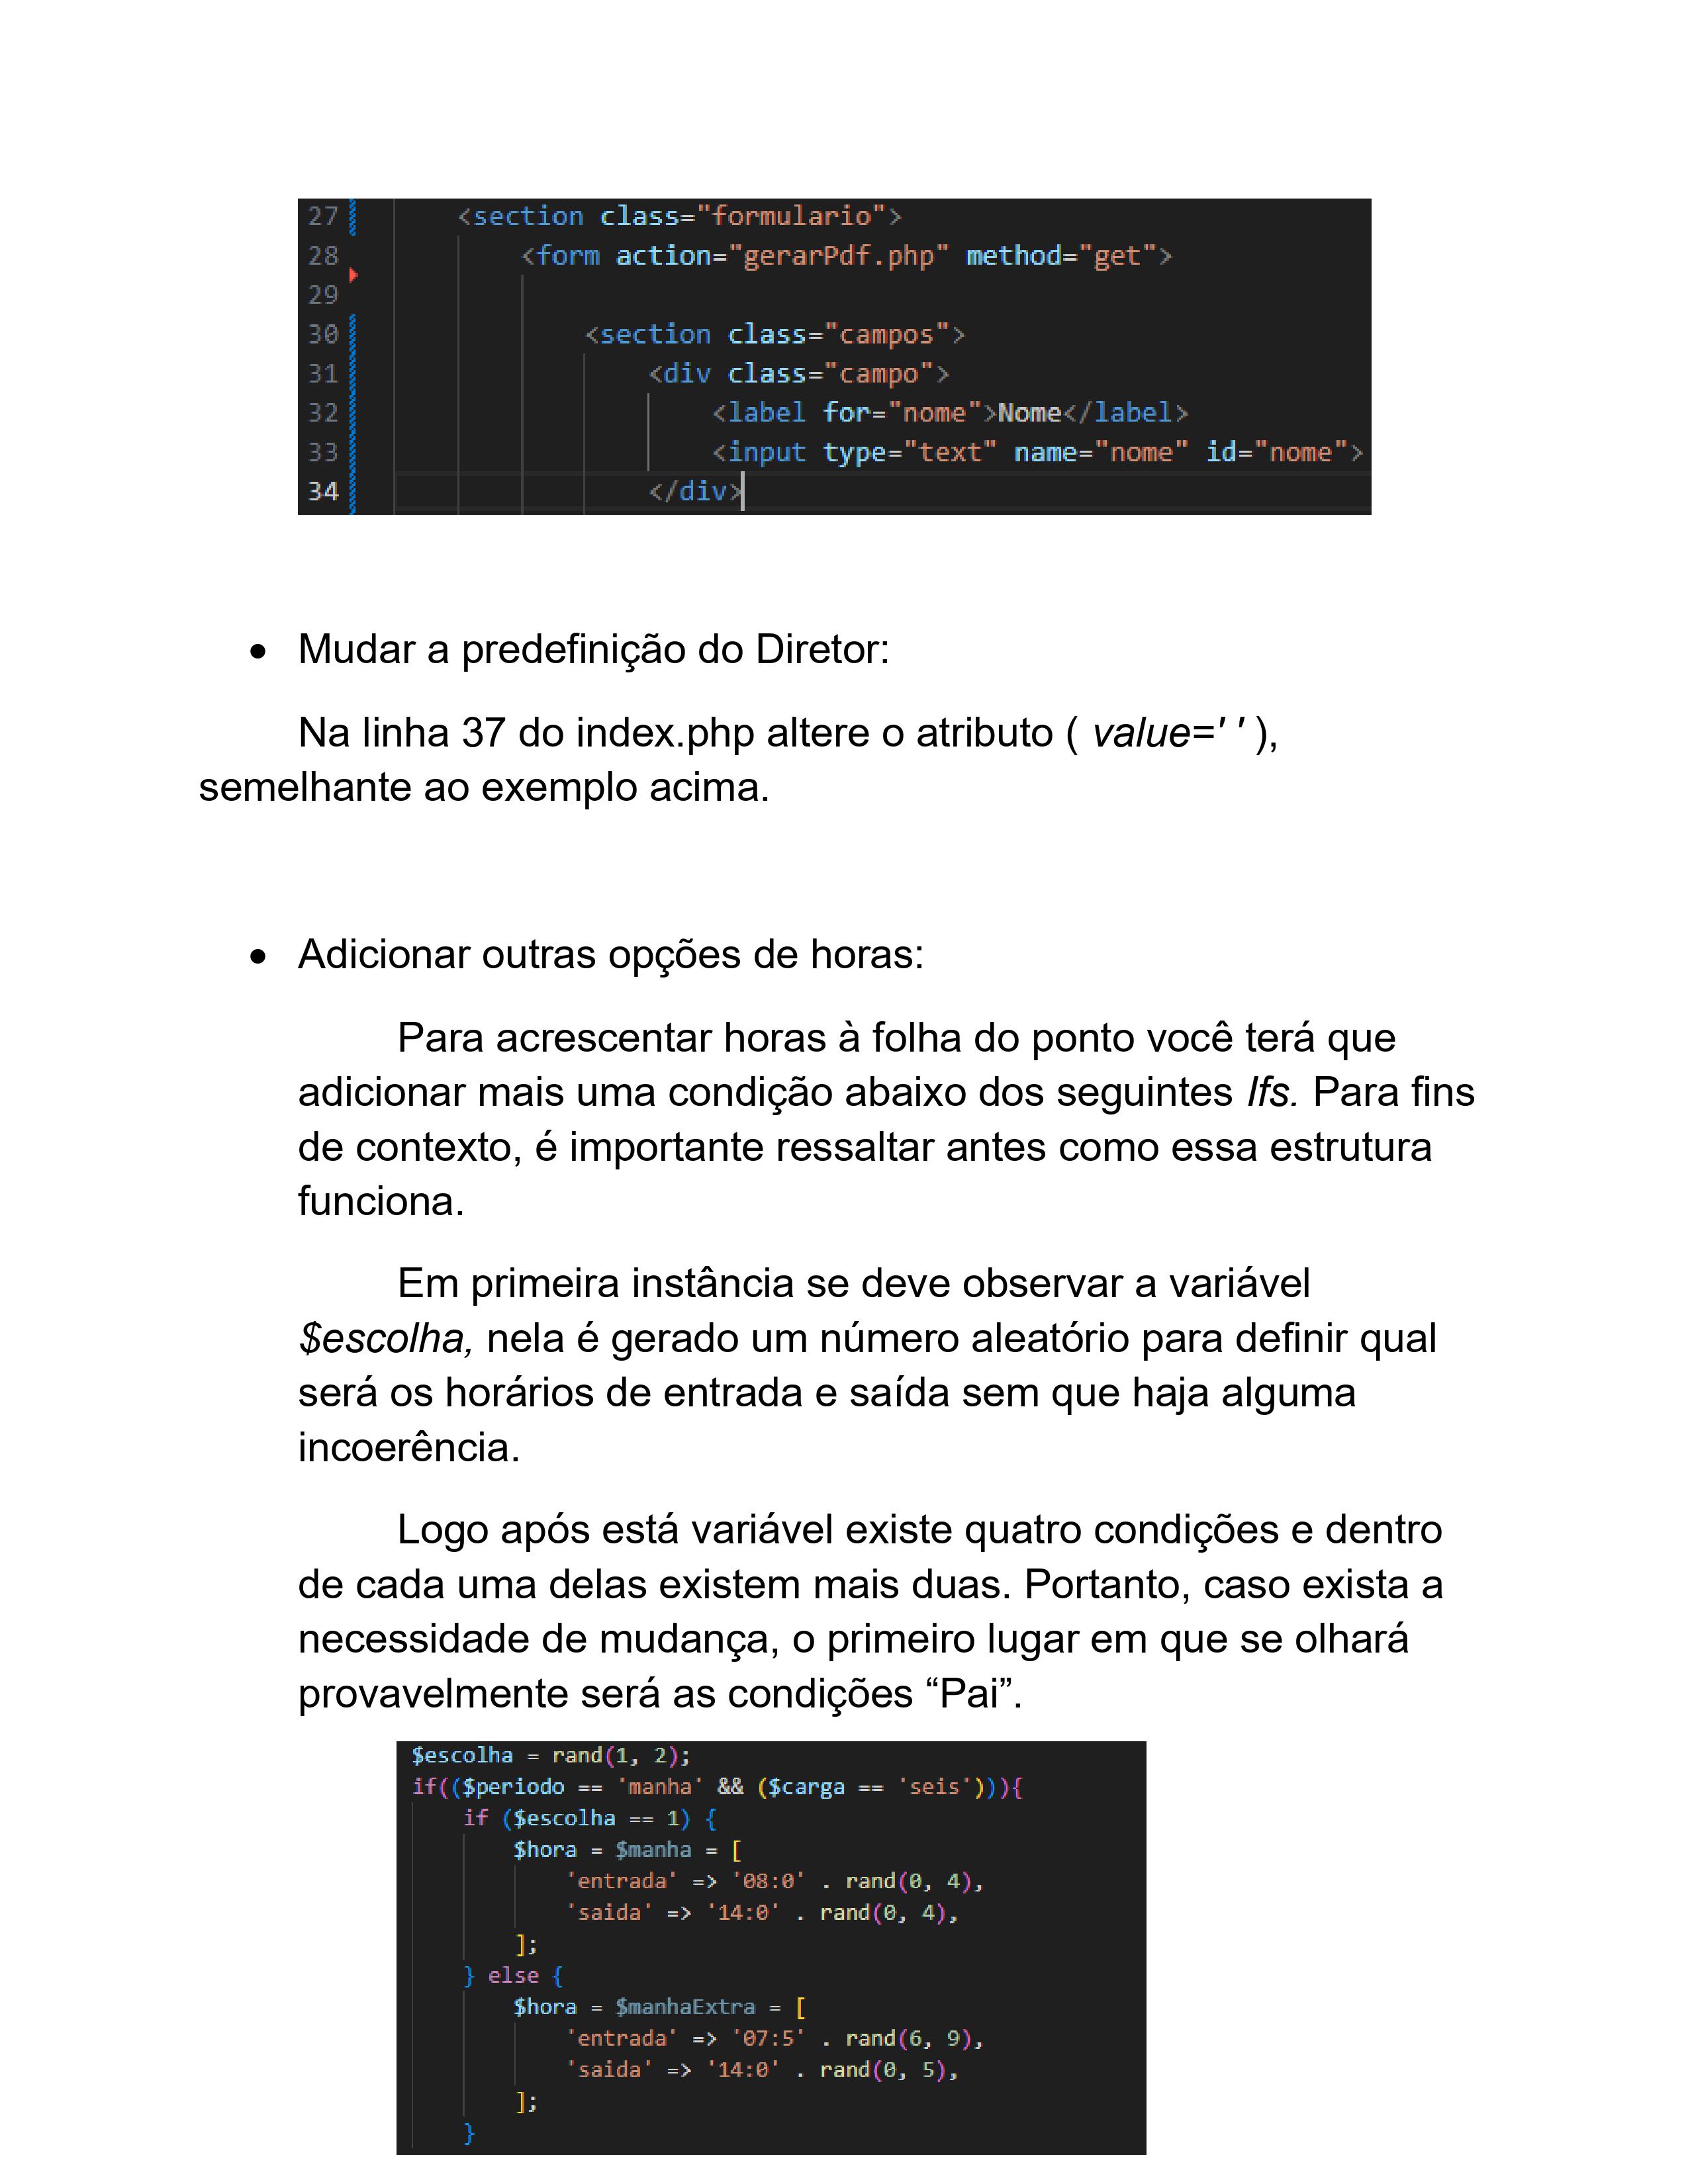 27 <section class="formulario">
28 <form action="gerarPdf.php" method="get">
29
30 <section class="campos">
31 <div class="campo">
32 <label for="nome">Nome</label>
33 <input type="text" name="nome" id="nome">
34 </div>
• Mudar a predefinição do Diretor:
Na linha 37 do index.php altere o atributo ( value=' ' ),
semelhante ao exemplo acima.
• Adicionar outras opções de horas:
Para acrescentar horas à folha do ponto você terá que
adicionar mais uma condição abaixo dos seguintes Ifs. Para fins
de contexto, é importante ressaltar antes como essa estrutura
funciona.
Em primeira instância se deve observar a variável
$escolha, nela é gerado um número aleatório para definir qual
será os horários de entrada e saída sem que haja alguma
incoerência.
Logo após está variável existe quatro condições e dentro
de cada uma delas existem mais duas. Portanto, caso exista a
necessidade de mudança, o primeiro lugar em que se olhará
provavelmente será as condições “Pai”.
$escolha = rand(1, 2);
if(($periodo == 'manha' && ($carga == 'seis'))){
if ($escolha == 1) {
$hora = $manha = [
'entrada' => '08:0' . rand(0, 4),
'saida' => '14:0' . rand(0, 4),
];
} else {
$hora = $manhaExtra = [
'entrada' => '07:5' . rand(6, 9),
'saida' => '14:0' . rand(0, 5),
];
}